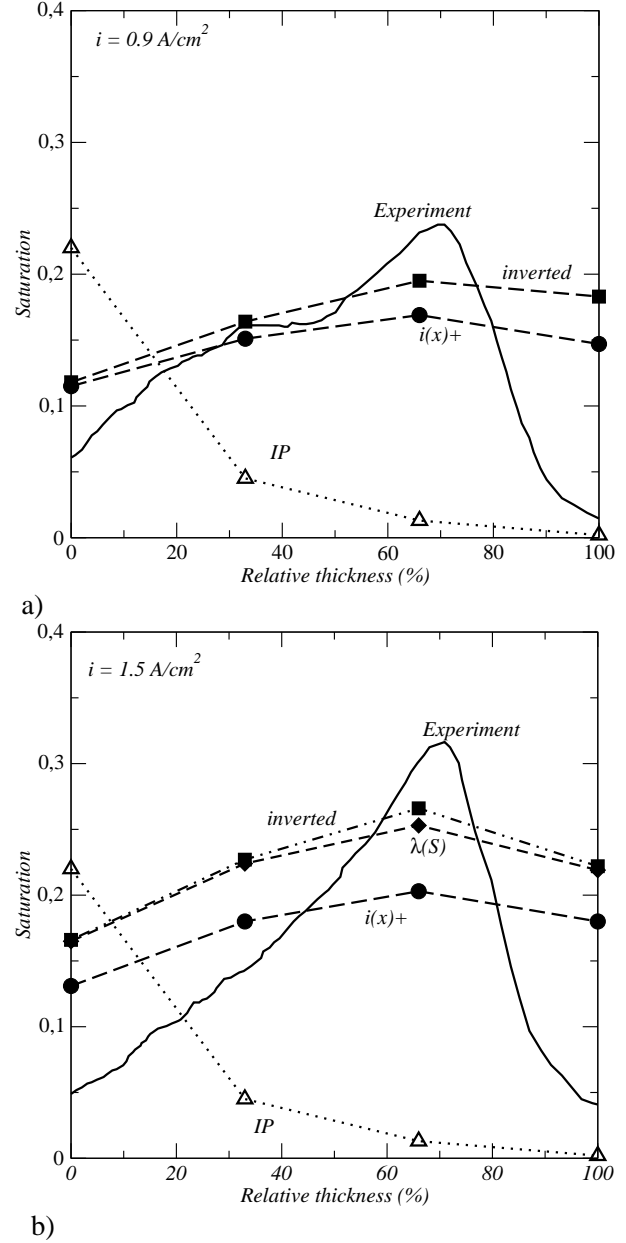 0,4
i = 0.9 A/cm2
0,3
Experiment
Saturation
inverted
0,2
i(x)+
0,1
IP
0
0 20 40 60 80 100
Relative thickness (%)
a)
0,4
i = 1.5 A/cm2
Experiment
0,3
inverted
λ(S)
Saturation
0,2
i(x)+
0,1
IP
0
0 20 40 60 80 100
Relative thickness (%)
b)